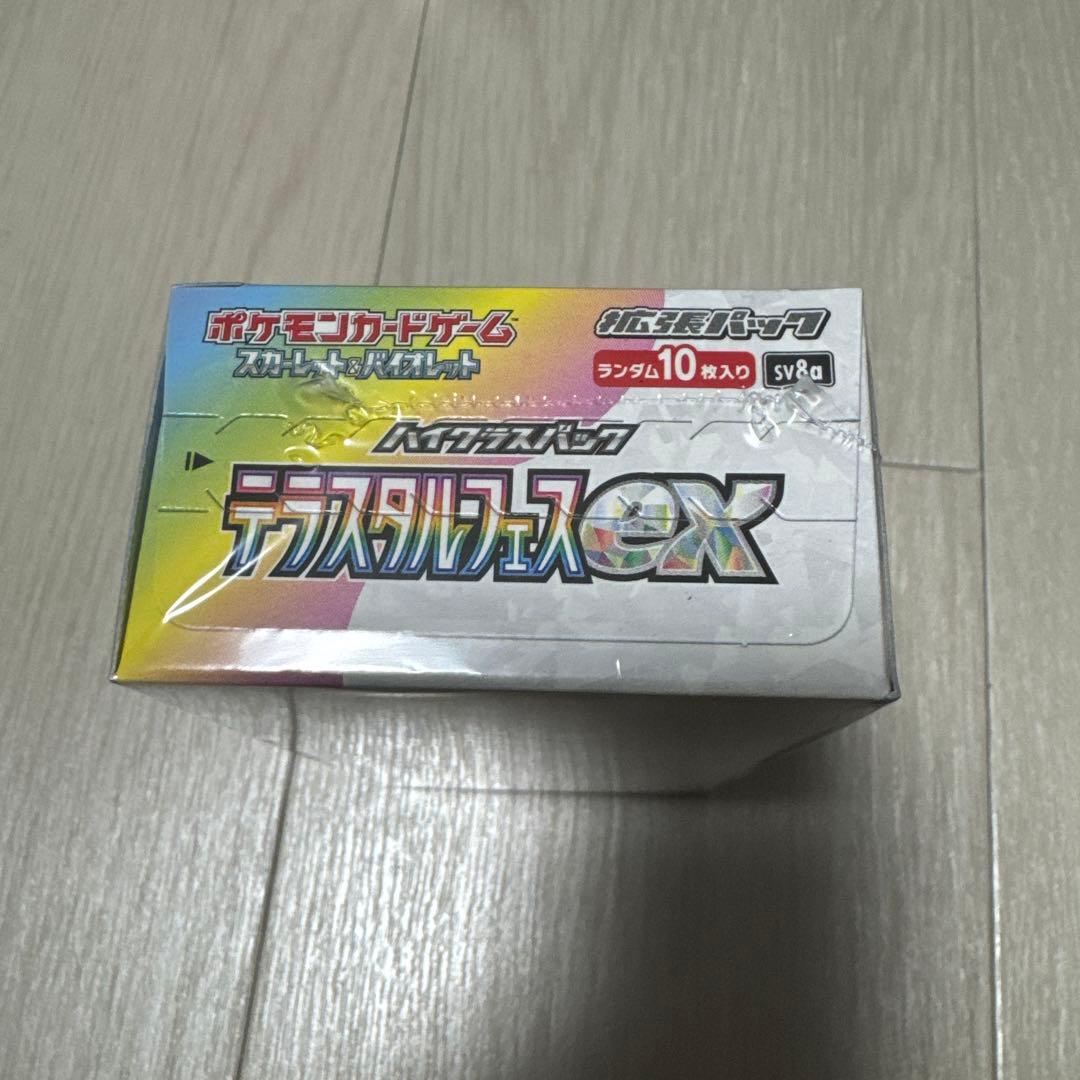 ポケモンカードゲーム
スカーレット&バイオレット
拡張パック
ランダム10枚入り sv8a
ハイクラスパック
テラスタルフェスex